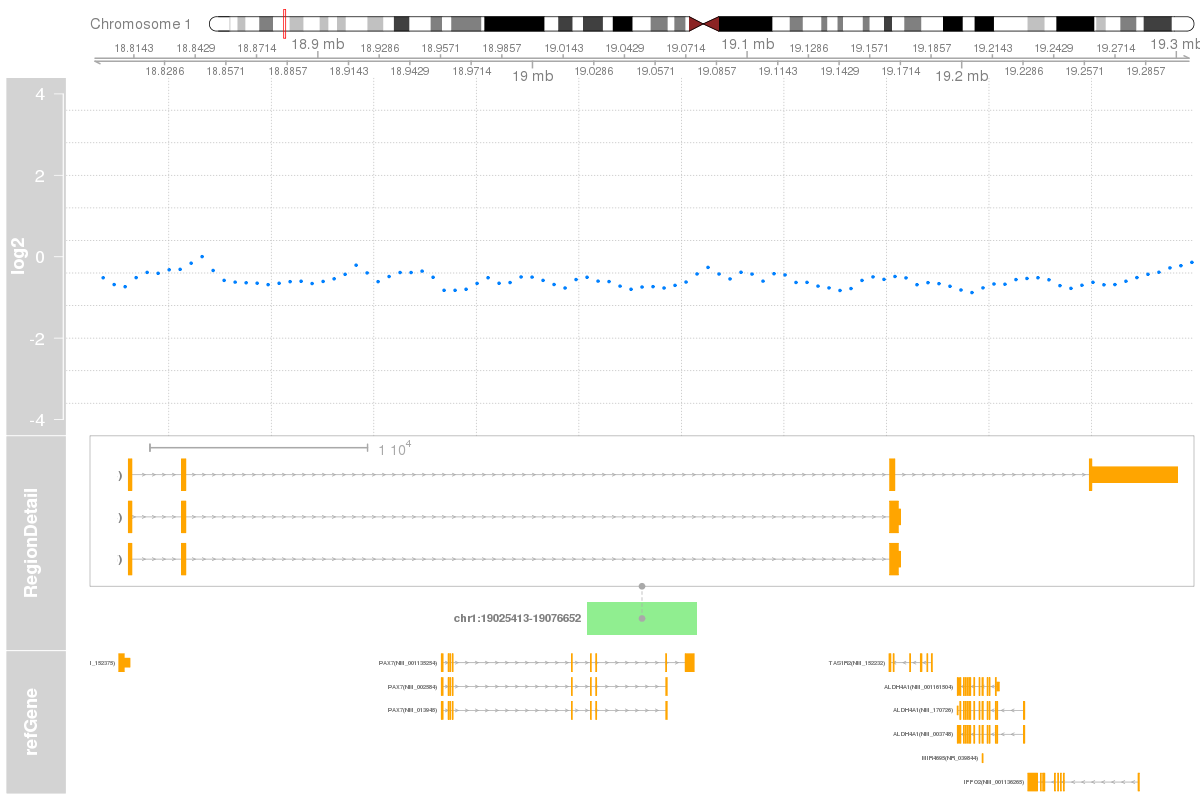 Chromosome 1
18.8143 18.8429 18.8714 18.9 mb 18.9286 18.9571 18.9857 19.0143 19.0429 19.0714 19.1 mb 19.1286 19.1571 19.1857 19.2143 19.2429 19.2714 19.3 mb
18.8286 18.8571 18.8857 18.9143 18.9429 18.9714 19 mb 19.0286 19.0571 19.0857 19.1143 19.1429 19.1714 19.2 mb 19.2286 19.2571 19.2857
log2
4
2
0
-2
-4
RegionDetail
1 10^4
)
)
)
chr1:19025413-19076652
refGene
I_152375)
PAX7(NM_001135254)
TAS1R2(NM_152232)
PAX7(NM_002584)
ALDH4A1(NM_001161504)
PAX7(NM_013945)
ALDH4A1(NM_170726)
ALDH4A1(NM_003748)
MIR4695(NR_039844)
IFFO2(NM_001136265)